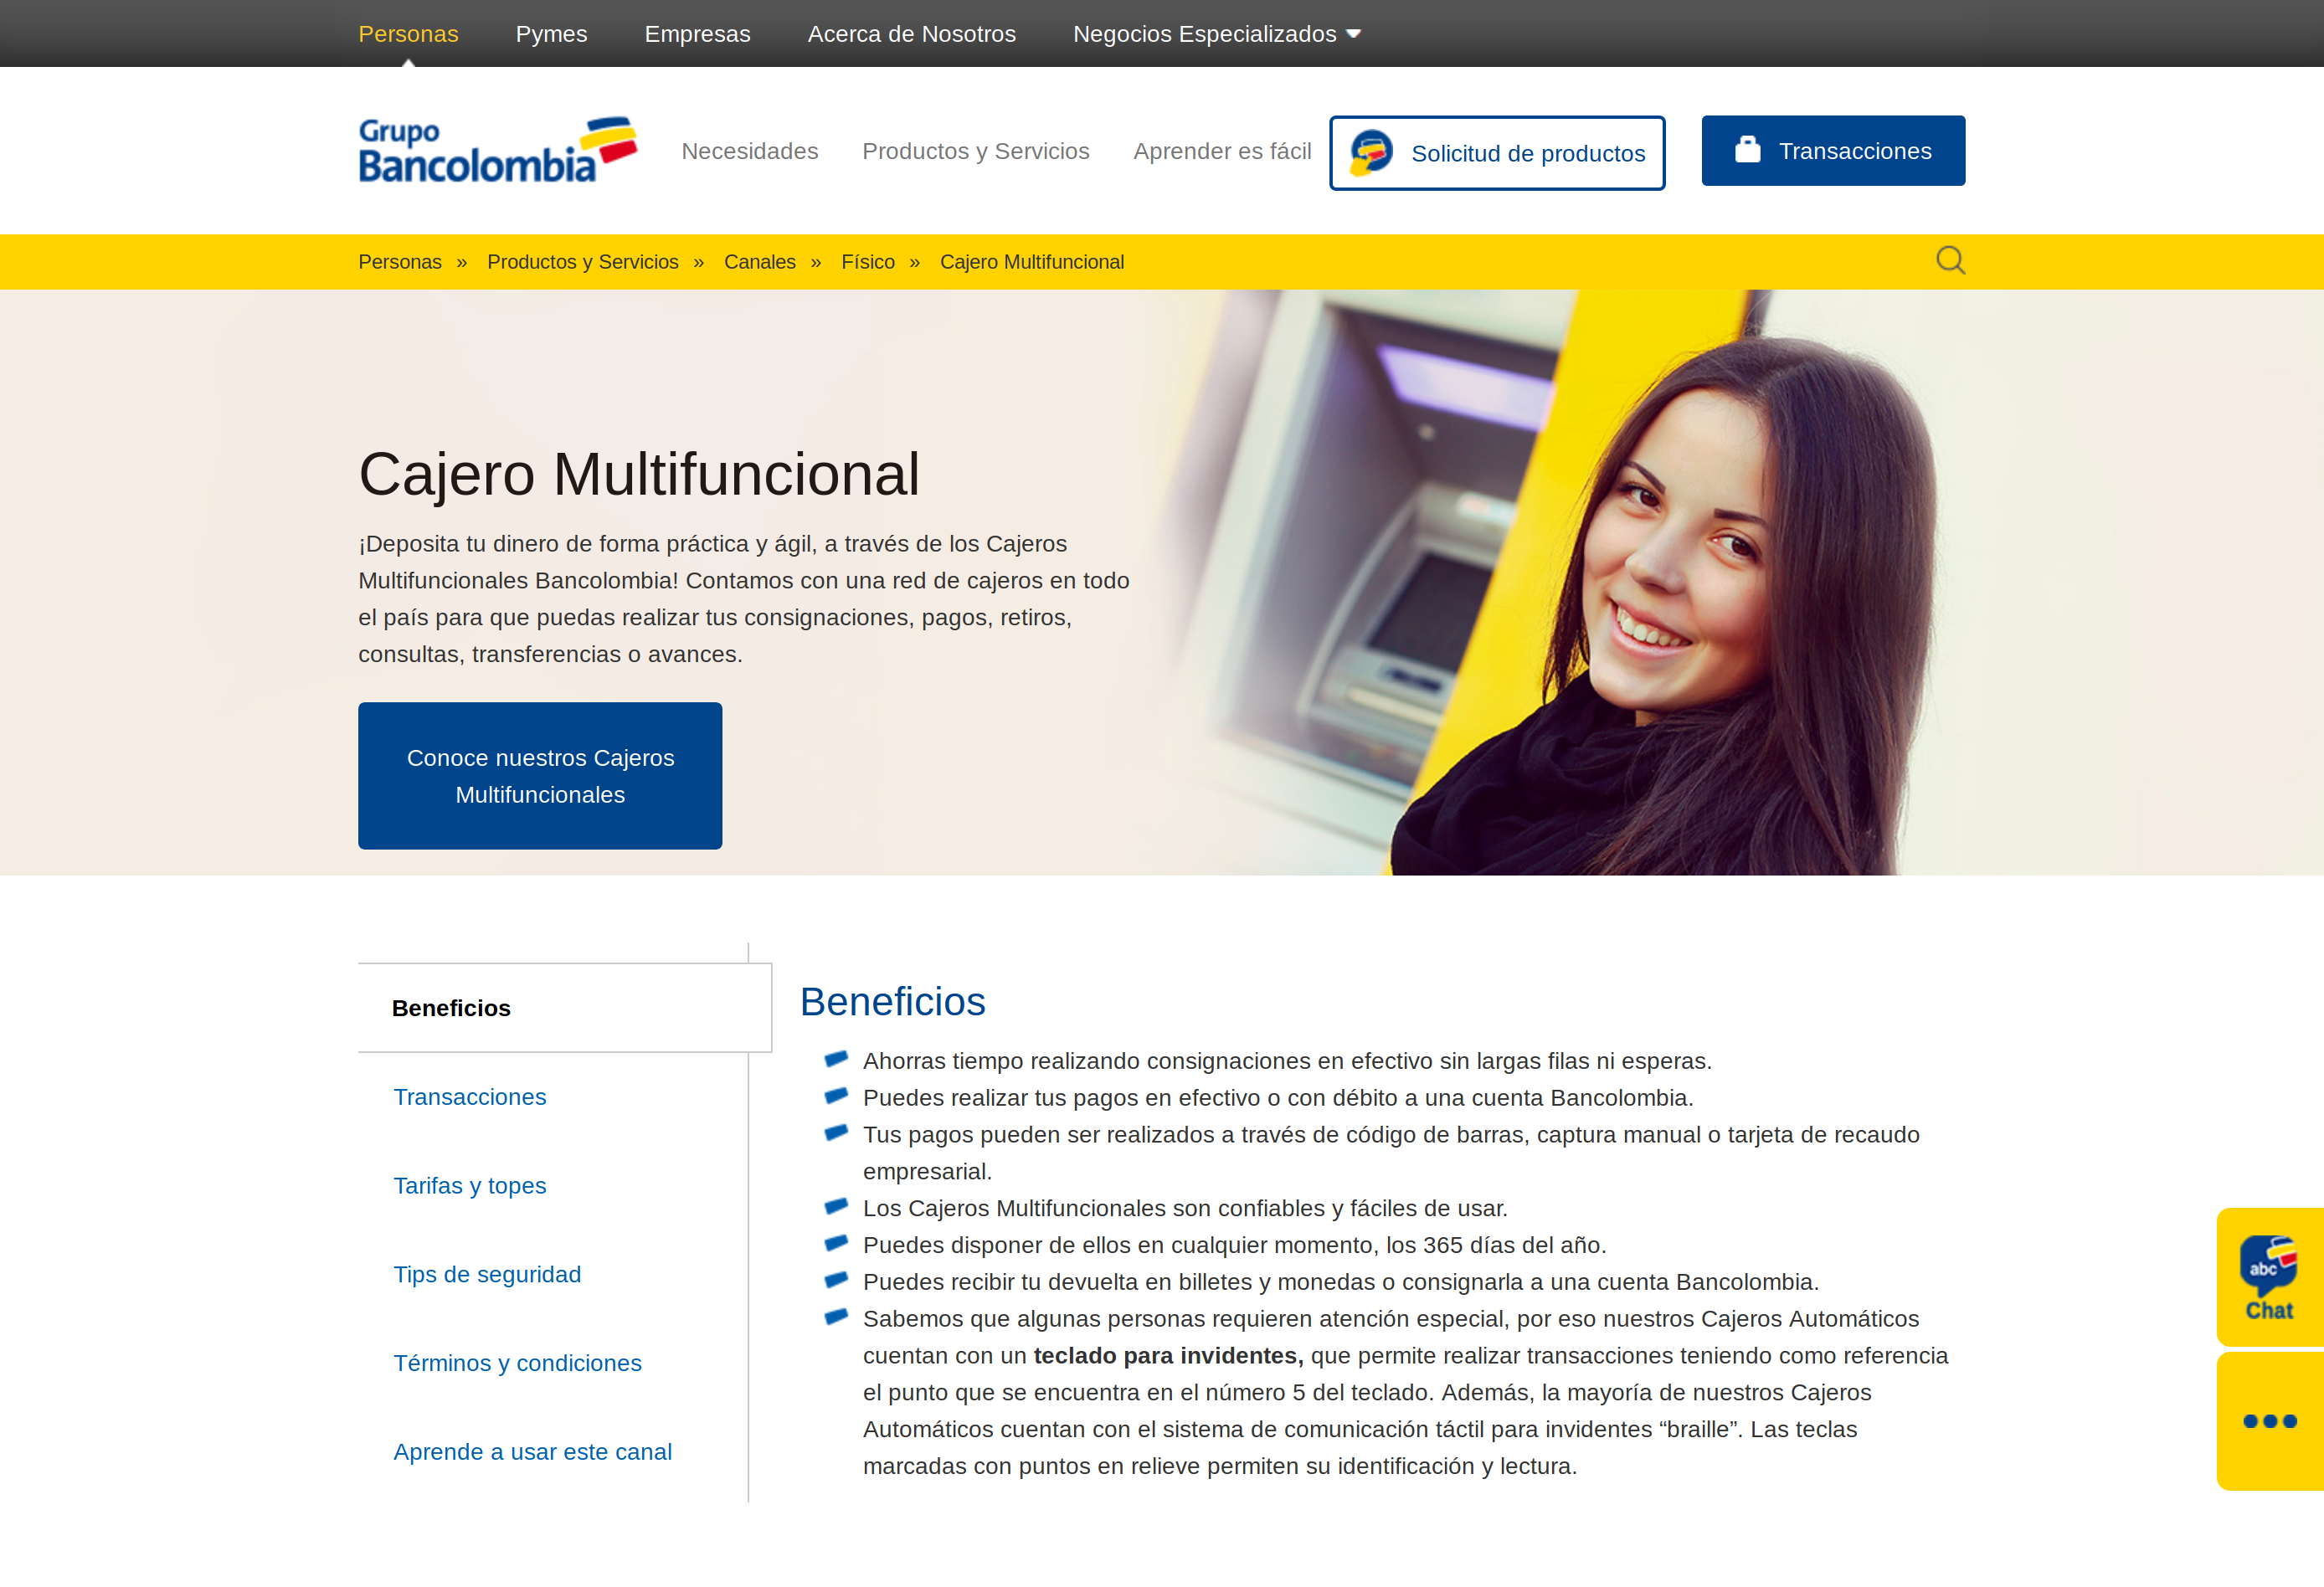 Personas Pymes Empresas Acerca de Nosotros Negocios Especializados
Grupo
Bancolombia
Necesidades Productos y Servicios Aprender es fácil Solicitud de productos Transacciones
Personas » Productos y Servicios » Canales » Físico » Cajero Multifuncional
Cajero Multifuncional
¡Deposita tu dinero de forma práctica y ágil, a través de los Cajeros
Multifuncionales Bancolombia! Contamos con una red de cajeros en todo
el país para que puedas realizar tus consignaciones, pagos, retiros,
consultas, transferencias o avances.
Conoce nuestros Cajeros
Multifuncionales
Beneficios
Transacciones
Tarifas y topes
Tips de seguridad
Términos y condiciones
Aprende a usar este canal
Beneficios
Ahorras tiempo realizando consignaciones en efectivo sin largas filas ni esperas.
Puedes realizar tus pagos en efectivo o con débito a una cuenta Bancolombia.
Tus pagos pueden ser realizados a través de código de barras, captura manual o tarjeta de recaudo
empresarial.
Los Cajeros Multifuncionales son confiables y fáciles de usar.
Puedes disponer de ellos en cualquier momento, los 365 días del año.
Puedes recibir tu devuelta en billetes y monedas o consignarla a una cuenta Bancolombia.
Sabemos que algunas personas requieren atención especial, por eso nuestros Cajeros Automáticos
cuentan con un teclado para invidentes, que permite realizar transacciones teniendo como referencia
el punto que se encuentra en el número 5 del teclado. Además, la mayoría de nuestros Cajeros
Automáticos cuentan con el sistema de comunicación táctil para invidentes “braille”. Las teclas
marcadas con puntos en relieve permiten su identificación y lectura.
abc
Chat